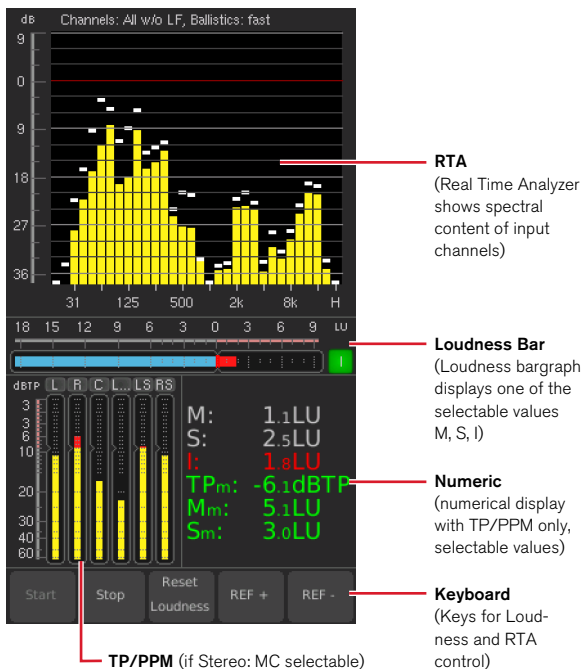 dB Channels: All w/o LF, Ballistics: fast
9
0
9
18
27
36
31 125 500 2k 8k H
18 15 12 9 6 3 0 3 6 9 LU
I
dBTP L R C L... LS RS
3
3
6
10
20
30
40
60
M: 1.1LU
S: 2.5LU
I: 1.8LU
TPm: -6.1dBTP
Mm: 5.1LU
Sm: 3.0LU
Start Stop Reset Loudness REF + REF -
RTA
(Real Time Analyzer
shows spectral
content of input
channels)
Loudness Bar
(Loudness bargraph
displays one of the
selectable values
M, S, I)
Numeric
(numerical display
with TP/PPM only,
selectable values)
Keyboard
(Keys for Loud-
ness and RTA
control)
TP/PPM (if Stereo: MC selectable)